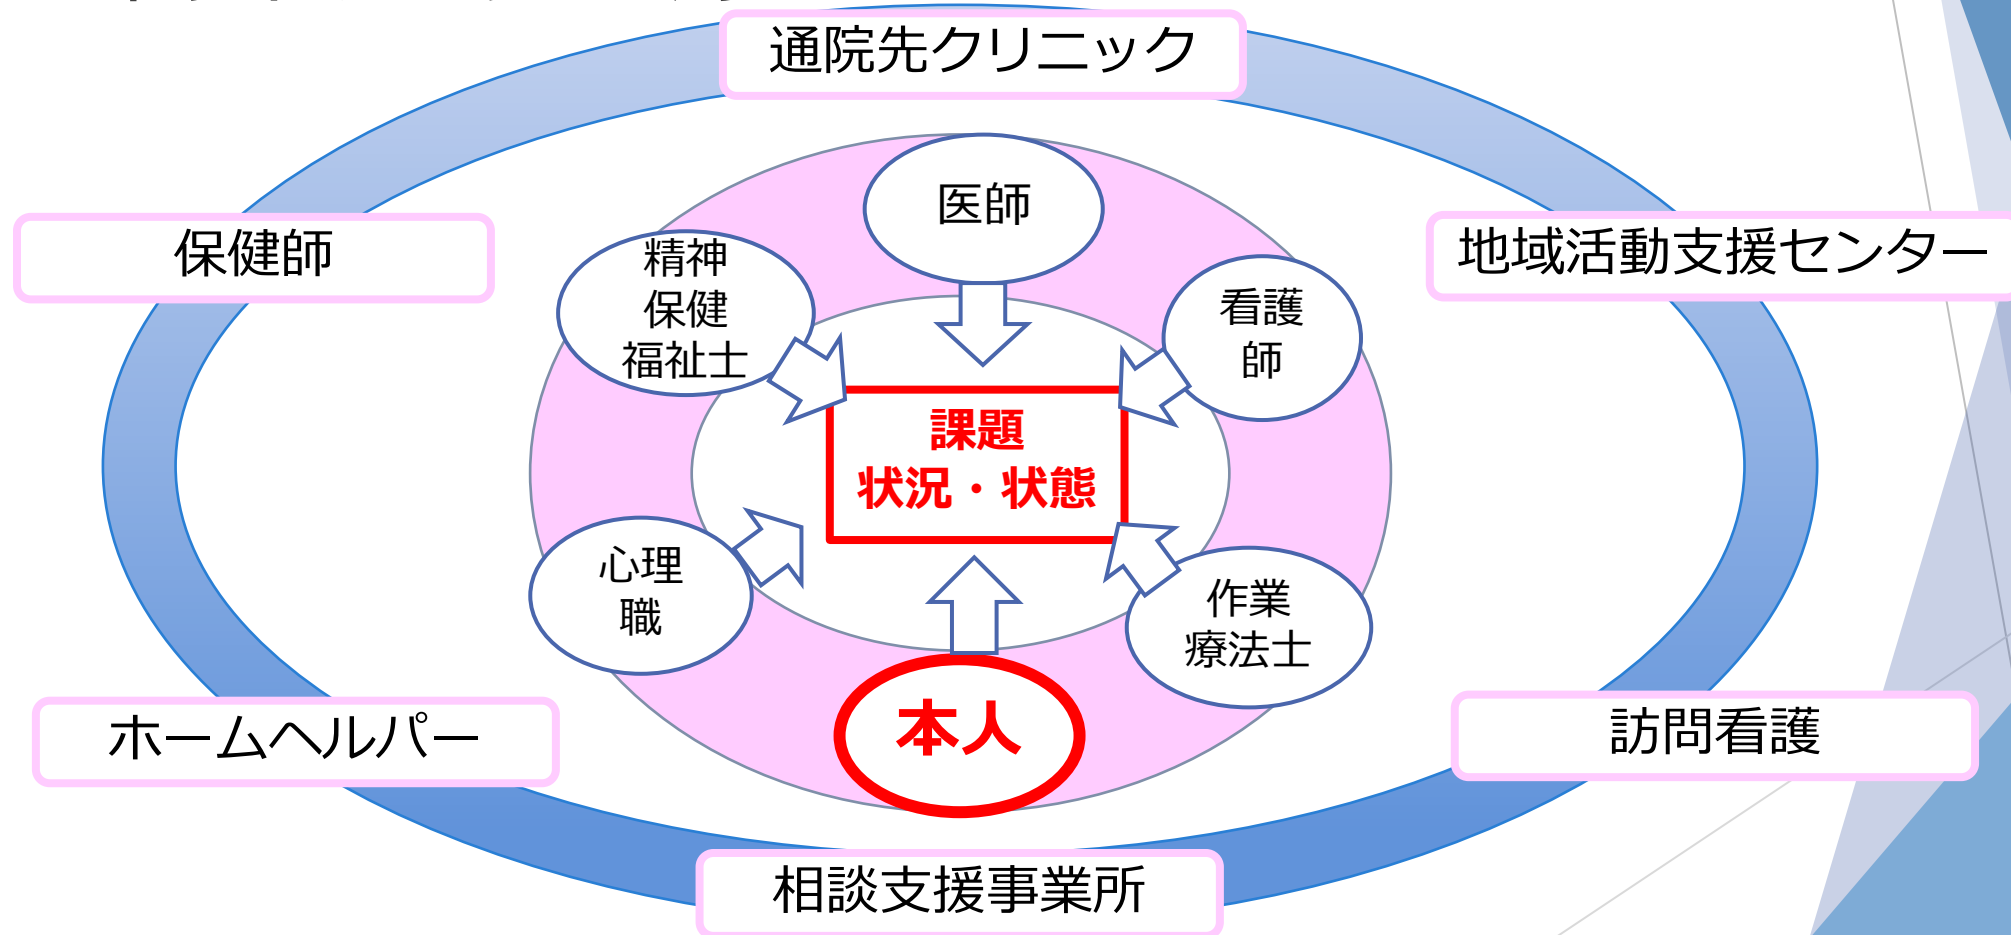 通院先クリニック
医師
保健師
精神
保健
福祉士
看護
師
地域活動支援センター
課題
状況・状態
心理
職
作業
療法士
本人
ホームヘルパー
訪問看護
相談支援事業所